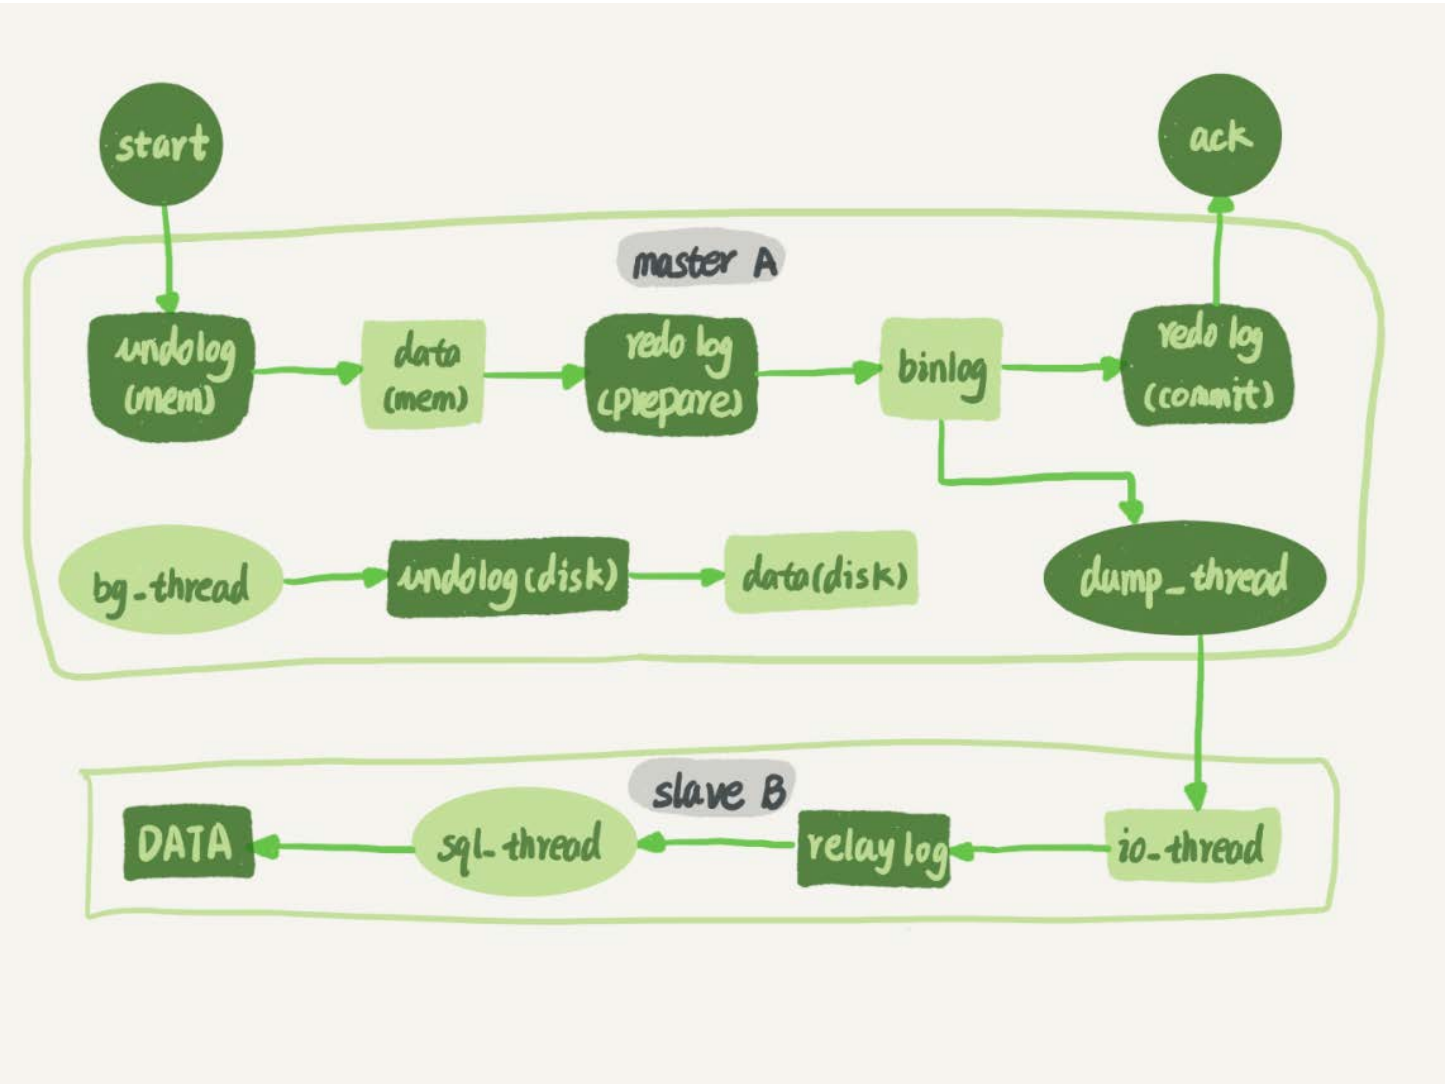 start
ack
master A
undolog
(mem)
data
(mem)
redo log
(prepare)
binlog
redo log
(commit)
bg_thread
undolog(disk)
data(disk)
dump_thread
slave B
DATA
sql_thread
relay log
io_thread